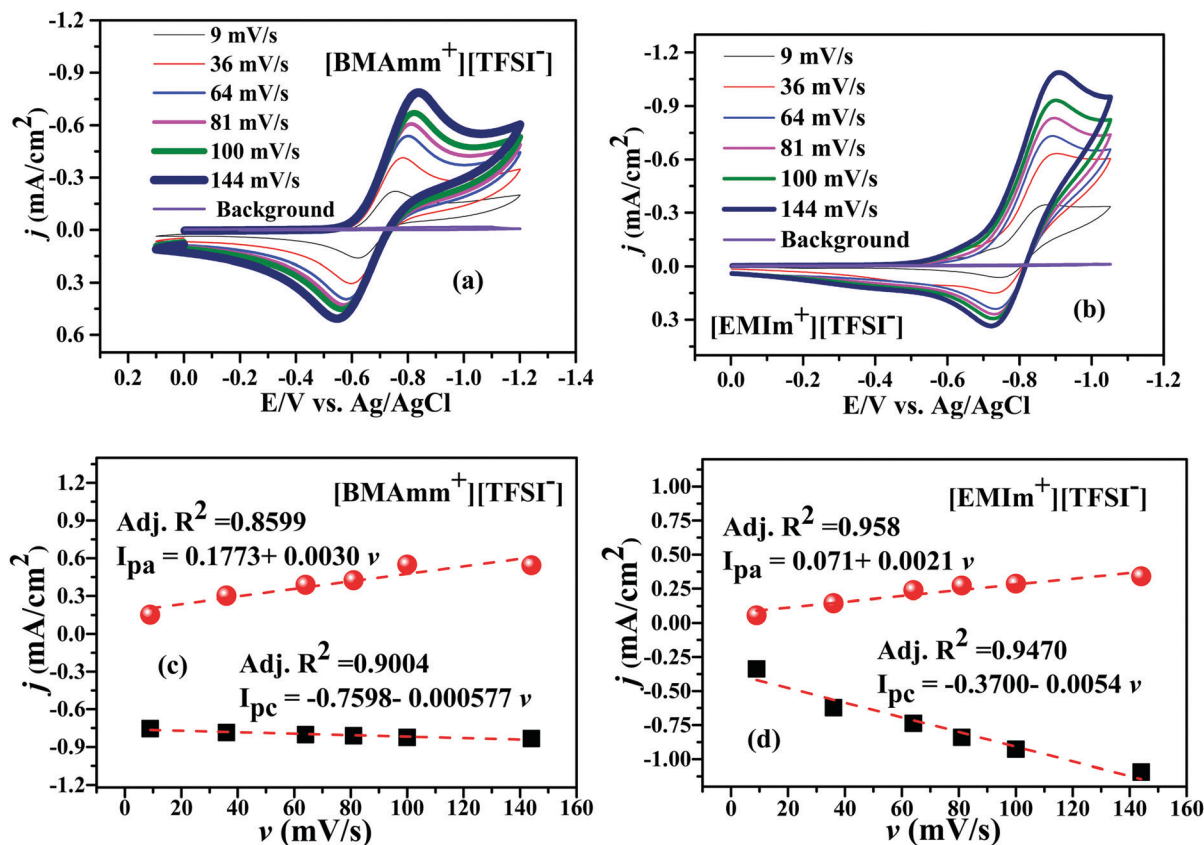 -1.2
-0.9
-0.6
-0.3
0.0
0.3
0.6
j (mA/cm²)
9 mV/s
36 mV/s
64 mV/s
81 mV/s
100 mV/s
144 mV/s
Background
[BMAmm⁺][TFSI⁻]
(a)
0.2 0.0 -0.2 -0.4 -0.6 -0.8 -1.0 -1.2 -1.4
E/V vs. Ag/AgCl
-1.2
-0.9
-0.6
-0.3
0.0
0.3
j (mA/cm²)
9 mV/s
36 mV/s
64 mV/s
81 mV/s
100 mV/s
144 mV/s
Background
[EMIm⁺][TFSI⁻]
(b)
0.0 -0.2 -0.4 -0.6 -0.8 -1.0 -1.2
E/V vs. Ag/AgCl
1.2
0.9
0.6
0.3
0.0
-0.3
-0.6
-0.9
-1.2
j (mA/cm²)
[BMAmm⁺][TFSI⁻]
Adj. R² =0.8599
I_pa = 0.1773+ 0.0030 v
(c)
Adj. R² =0.9004
I_pc = -0.7598- 0.000577 v
0 20 40 60 80 100 120 140 160
v (mV/s)
1.00
0.75
0.50
0.25
0.00
-0.25
-0.50
-0.75
-1.00
j (mA/cm²)
[EMIm⁺][TFSI⁻]
Adj. R² =0.958
I_pa = 0.071+ 0.0021 v
Adj. R² =0.9470
I_pc = -0.3700- 0.0054 v
(d)
0 20 40 60 80 100 120 140 160
v (mV/s)